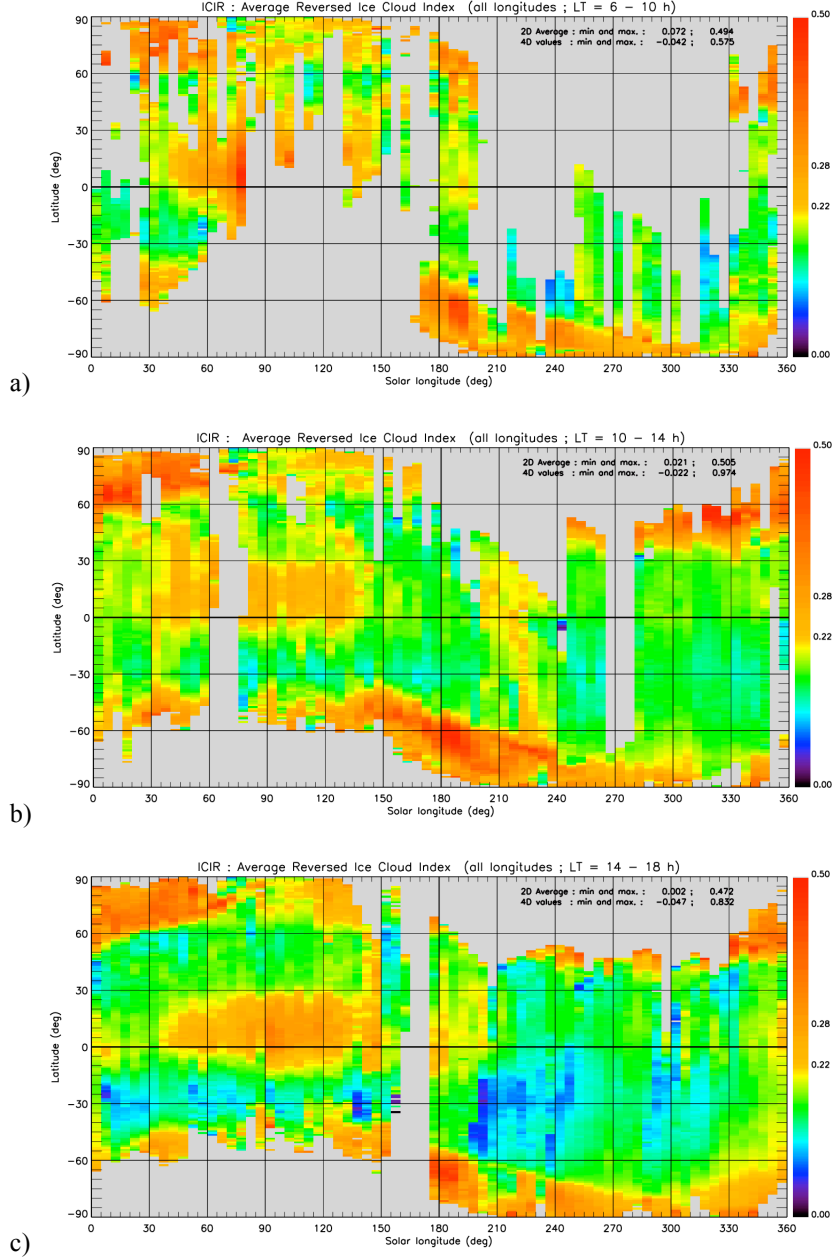 ICIR : Average Reversed Ice Cloud Index (all longitudes ; LT = 6 − 10 h)
2D Average : min and max. : 0.072 ; 0.494
4D values : min and max. : −0.042 ; 0.575
90
60
30
0
−30
−60
−90
Latitude (deg)
0 30 60 90 120 150 180 210 240 270 300 330 360
Solar longitude (deg)
0.50
0.28
0.22
0.00
a)
ICIR : Average Reversed Ice Cloud Index (all longitudes ; LT = 10 − 14 h)
2D Average : min and max. : 0.021 ; 0.505
4D values : min and max. : −0.022 ; 0.974
90
60
30
0
−30
−60
−90
Latitude (deg)
0 30 60 90 120 150 180 210 240 270 300 330 360
Solar longitude (deg)
0.50
0.28
0.22
0.00
b)
ICIR : Average Reversed Ice Cloud Index (all longitudes ; LT = 14 − 18 h)
2D Average : min and max. : 0.002 ; 0.472
4D values : min and max. : −0.047 ; 0.832
90
60
30
0
−30
−60
−90
Latitude (deg)
0 30 60 90 120 150 180 210 240 270 300 330 360
Solar longitude (deg)
0.50
0.28
0.22
0.00
c)